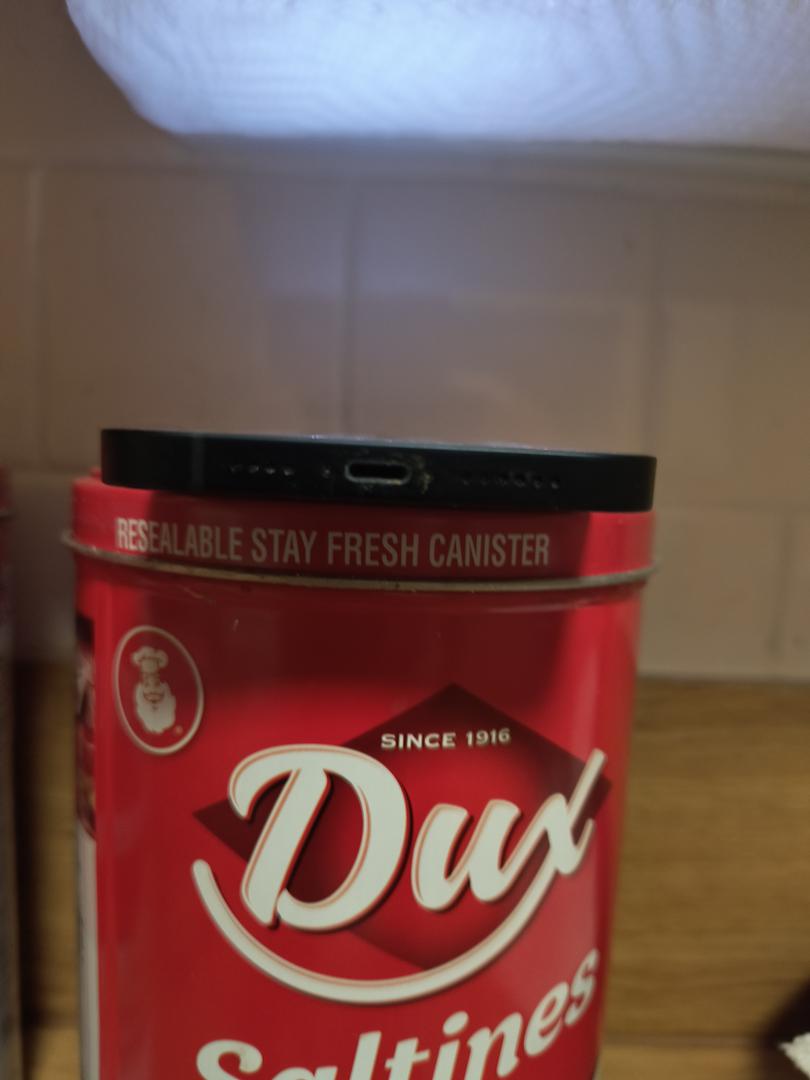 RESEALABLE STAY FRESH CANISTER
SINCE 1916
Dux
Saltines